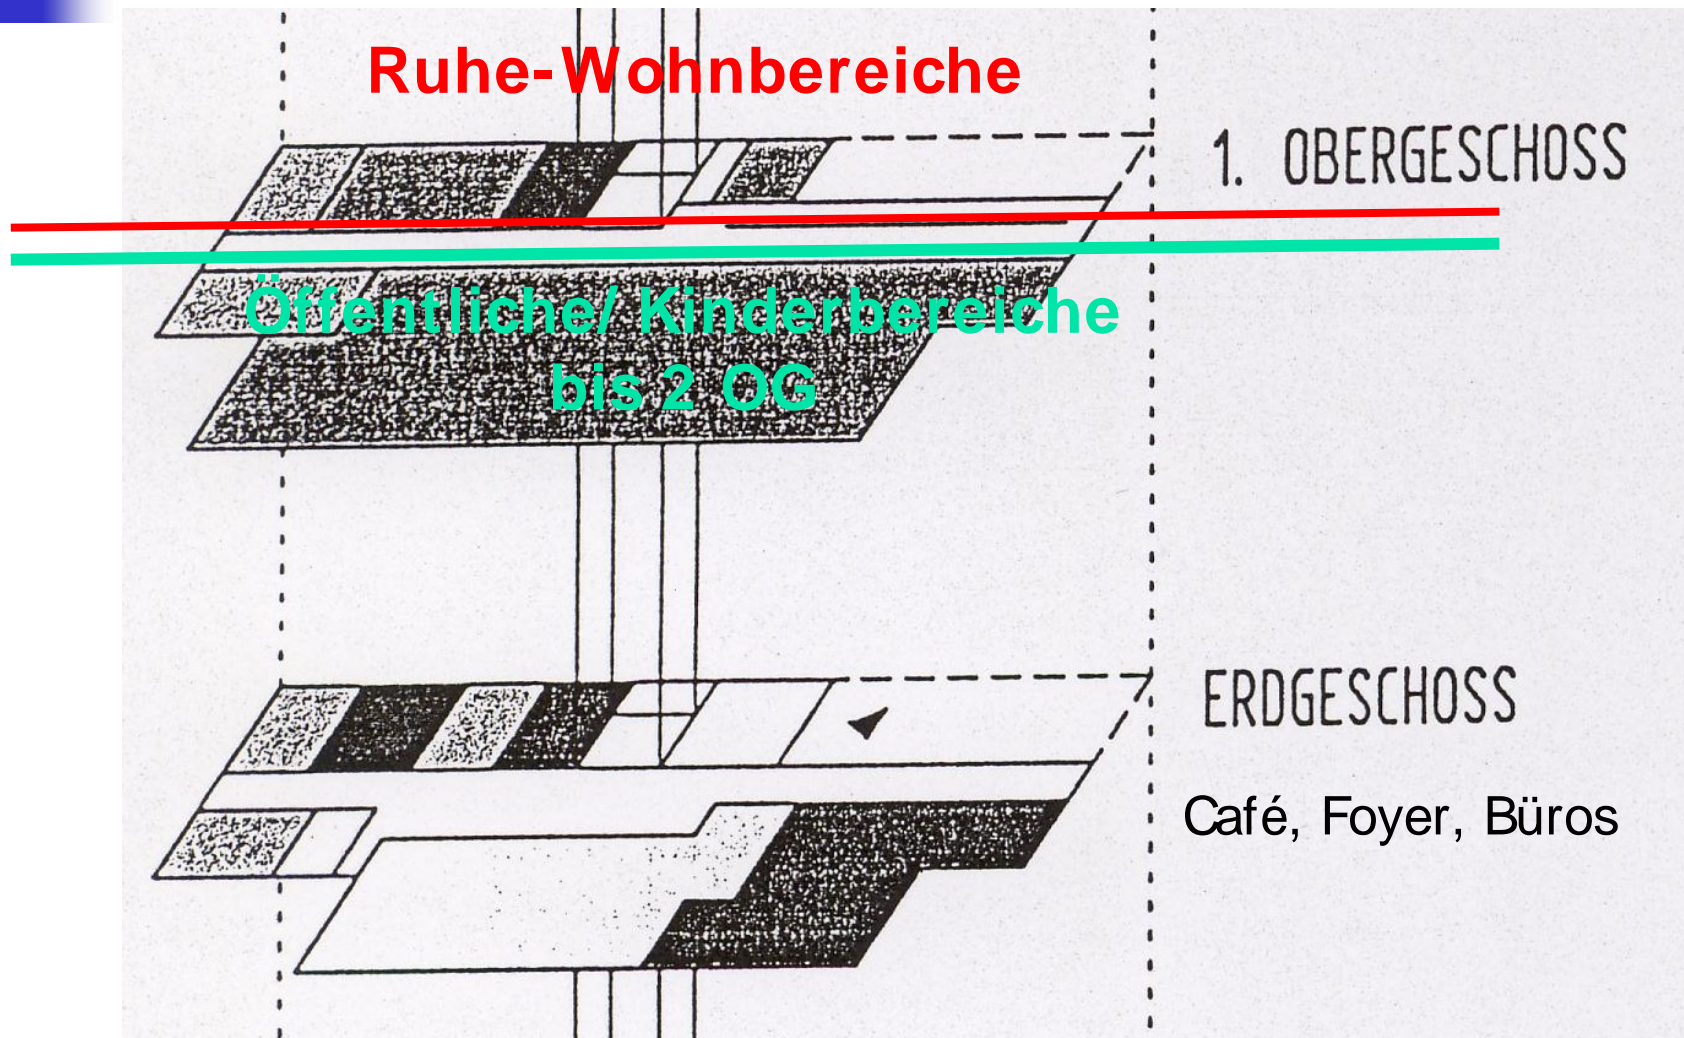 Ruhe-Wohnbereiche
1. OBERGESCHOSS
Öffentliche/ Kinderbereiche
bis 2 OG
ERDGESCHOSS
Café, Foyer, Büros